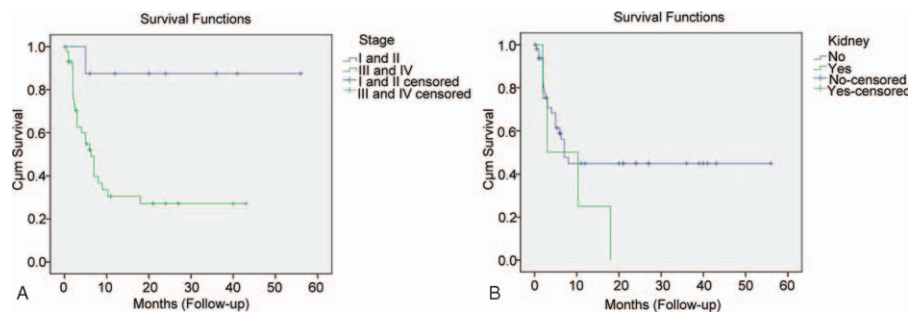 Survival Functions
Stage
I and II
III and IV
I and II censored
III and IV censored
Cum Survival
1.0
0.8
0.6
0.4
0.2
0.0
0 10 20 30 40 50 60
Months (Follow-up)
A
Survival Functions
Kidney
No
Yes
No-censored
Yes-censored
Cum Survival
1.0
0.8
0.6
0.4
0.2
0.0
0 10 20 30 40 50 60
Months (Follow-up)
B